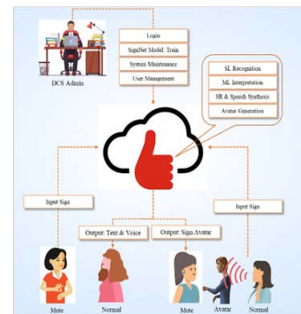 Login
SignNet Model: Train
System Maintenance
User Management
DCS Admin
SL Recognition
ML Interpretation
SR & Speech Synthesis
Avatar Generation
Input Sign
Input Sign
Output: Text & Voice
Output: Sign Avatar
Mute
Normal
Mute
Avatar
Normal